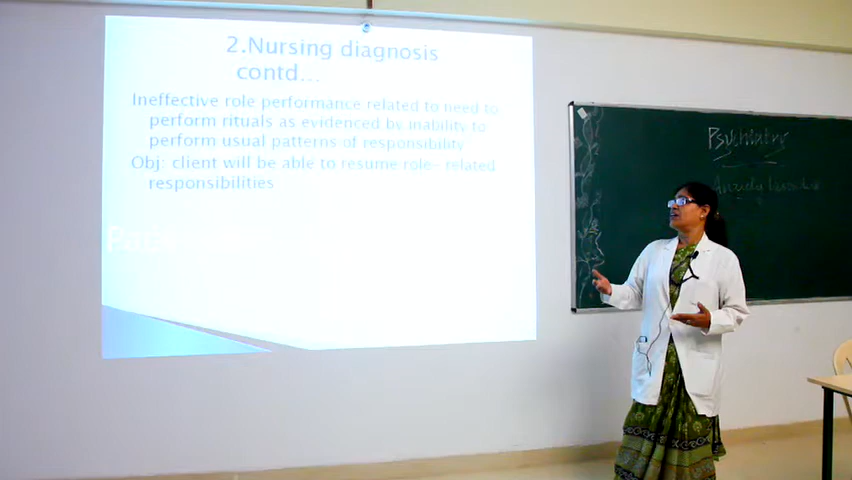 2.Nursing diagnosis
contd...
Ineffective role performance related to need to
perform rituals as evidenced by inability to
perform usual patterns of responsibility
Obj: client will be able to resume role- related
responsibilities
Psychiatry
Anxiety